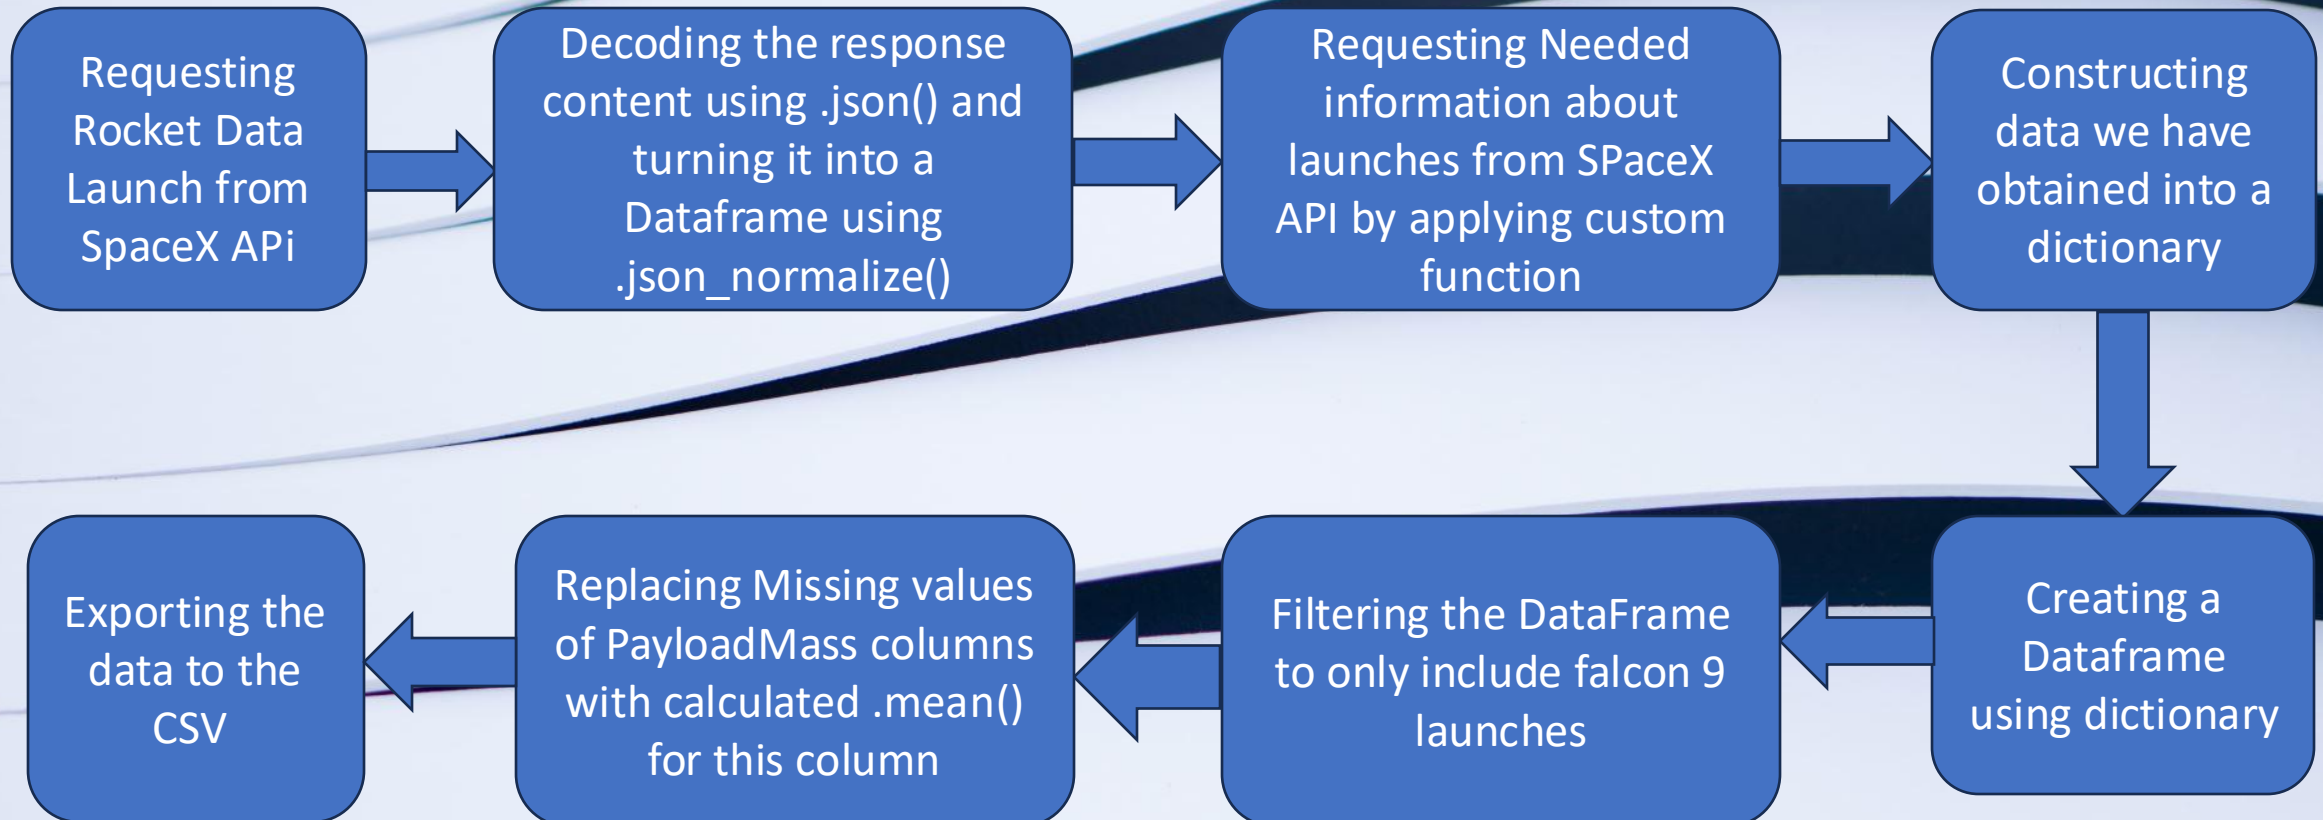 Requesting
Rocket Data
Launch from
SpaceX APi
Decoding the response
content using .json() and
turning it into a
Dataframe using
.json_normalize()
Requesting Needed
information about
launches from SPaceX
API by applying custom
function
Constructing
data we have
obtained into a
dictionary
Creating a
Dataframe
using dictionary
Filtering the DataFrame
to only include falcon 9
launches
Replacing Missing values
of PayloadMass columns
with calculated .mean()
for this column
Exporting the
data to the
CSV